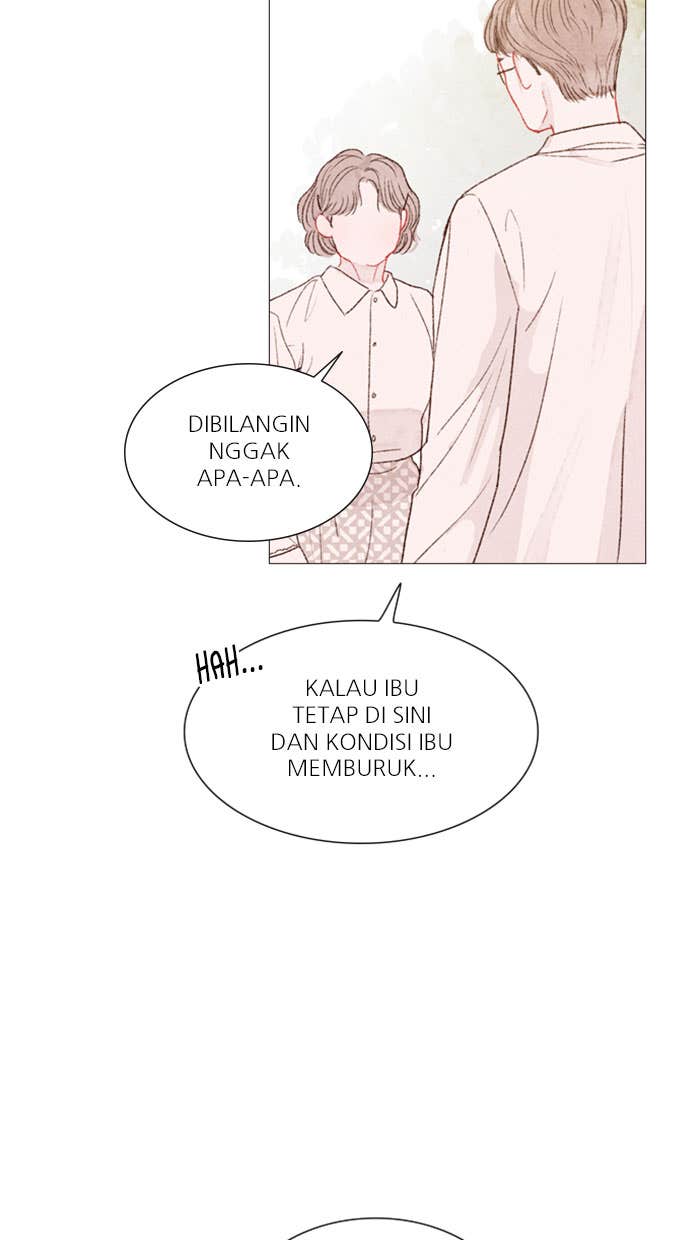 DIBILANGIN
NGGAK
APA-APA.
HAH...
KALAU IBU
TETAP DI SINI
DAN KONDISI IBU
MEMBURUK...